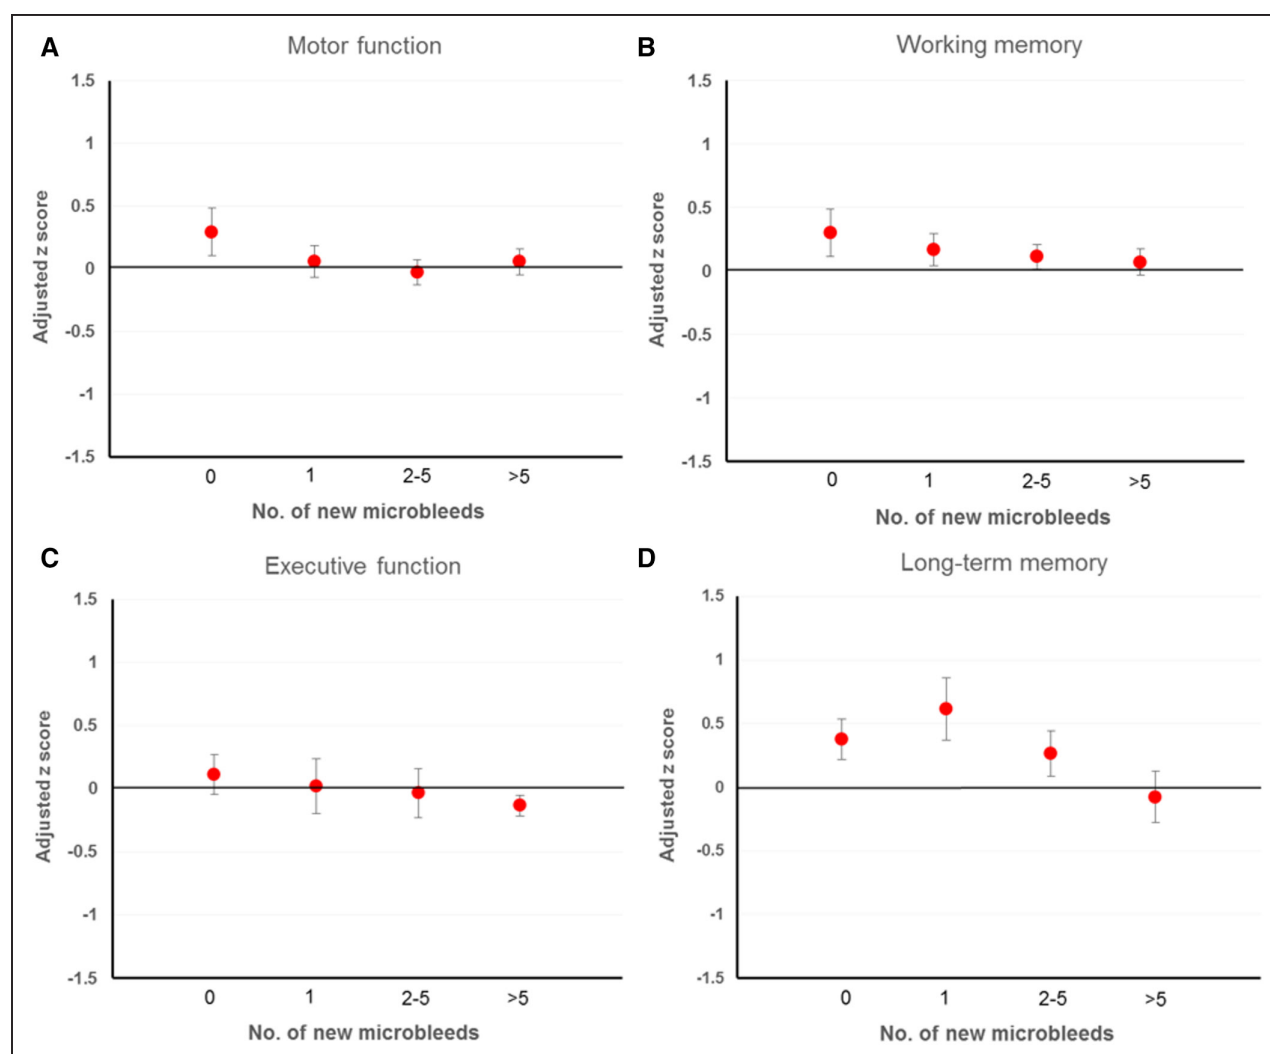 A
Motor function
1.5
1
0.5
0
-0.5
-1
-1.5
Adjusted z score
0 1 2-5 >5
No. of new microbleeds
B
Working memory
1.5
1
0.5
0
-0.5
-1
-1.5
Adjusted z score
0 1 2-5 >5
No. of new microbleeds
C
Executive function
1.5
1
0.5
0
-0.5
-1
-1.5
Adjusted z score
0 1 2-5 >5
No. of new microbleeds
D
Long-term memory
1.5
1
0.5
0
-0.5
-1
-1.5
Adjusted z score
0 1 2-5 >5
No. of new microbleeds